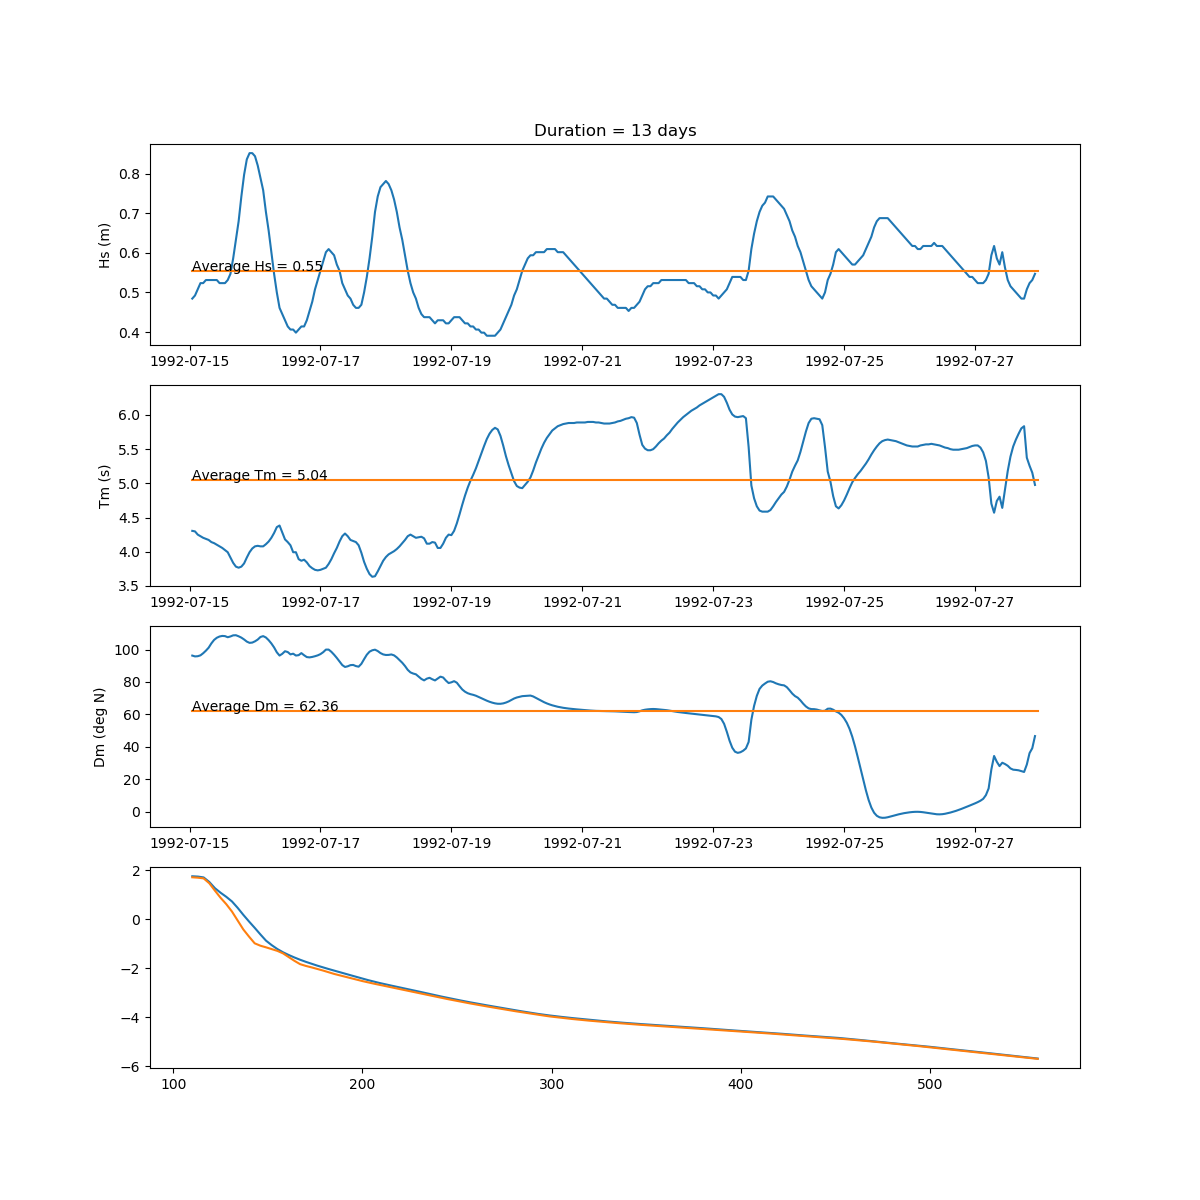 Duration = 13 days
Hs (m)
0.8
0.7
0.6
0.5
0.4
Average Hs = 0.55
1992-07-15 1992-07-17 1992-07-19 1992-07-21 1992-07-23 1992-07-25 1992-07-27
Tm (s)
6.0
5.5
5.0
4.5
4.0
3.5
Average Tm = 5.04
1992-07-15 1992-07-17 1992-07-19 1992-07-21 1992-07-23 1992-07-25 1992-07-27
Dm (deg N)
100
80
60
40
20
0
Average Dm = 62.36
1992-07-15 1992-07-17 1992-07-19 1992-07-21 1992-07-23 1992-07-25 1992-07-27
2
0
−2
−4
−6
100 200 300 400 500